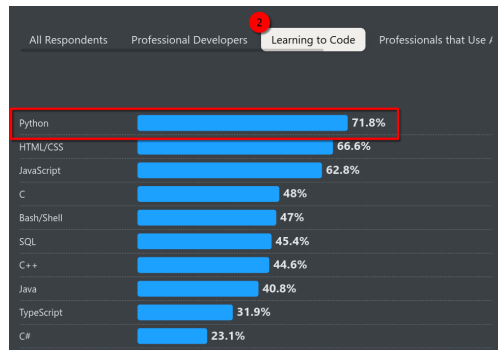 2
All Respondents Professional Developers Learning to Code Professionals that Use
Python 71.8%
HTML/CSS 66.6%
JavaScript 62.8%
C 48%
Bash/Shell 47%
SQL 45.4%
C++ 44.6%
Java 40.8%
TypeScript 31.9%
C# 23.1%